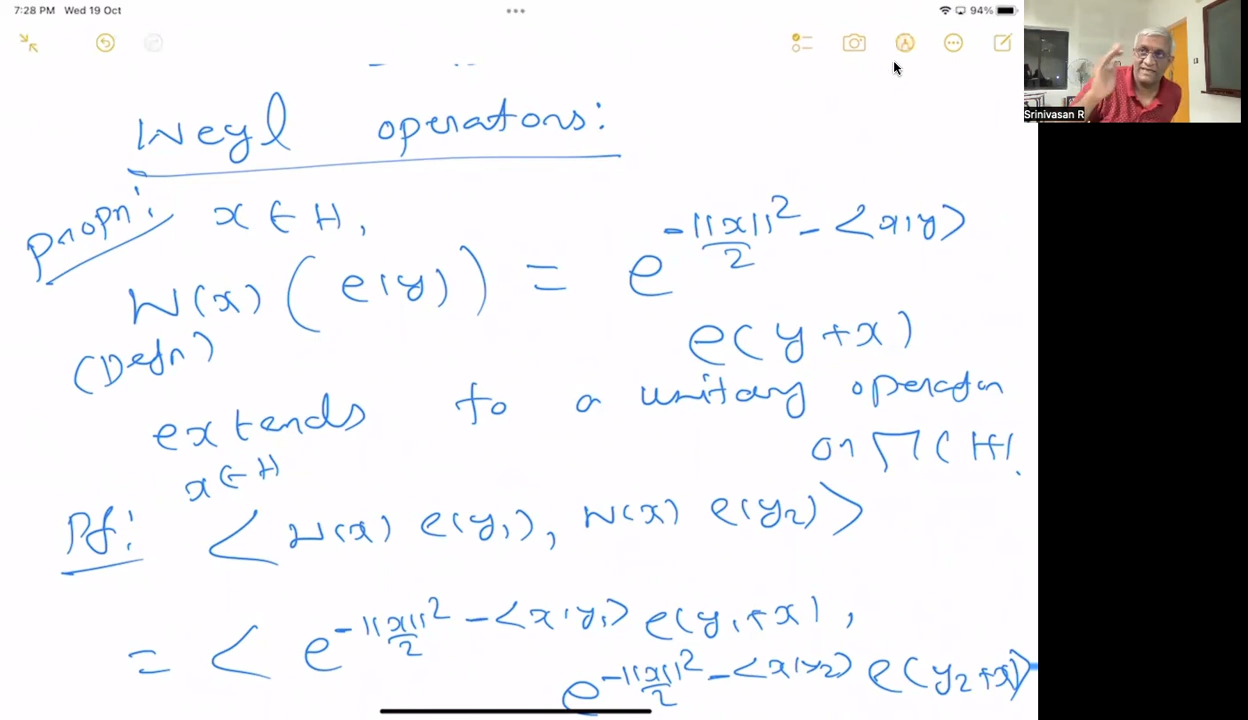 7:28 PM Wed 19 Oct
94%
Srinivasan R
Weyl operators:
Propn: x ∈ H,
W(x) ( e(y) ) = e^{-||x||²/2 - <x|y>}
e(y+x)
(Defn)
extends to a unitary operator
on Γ(H).
x ∈ H
Pf: < W(x) e(y₁), W(x) e(y₂) >
= < e^{-||x||²/2 - <x|y₁>} e(y₁+x),
e^{-||x||²/2 - <x|y₂>} e(y₂+x) >